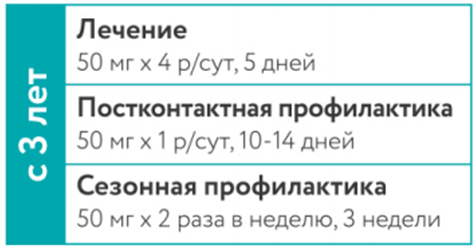 с 3 лет
Лечение
50 мг х 4 р/сут, 5 дней
Постконтактная профилактика
50 мг х 1 р/сут, 10-14 дней
Сезонная профилактика
50 мг х 2 раза в неделю, 3 недели